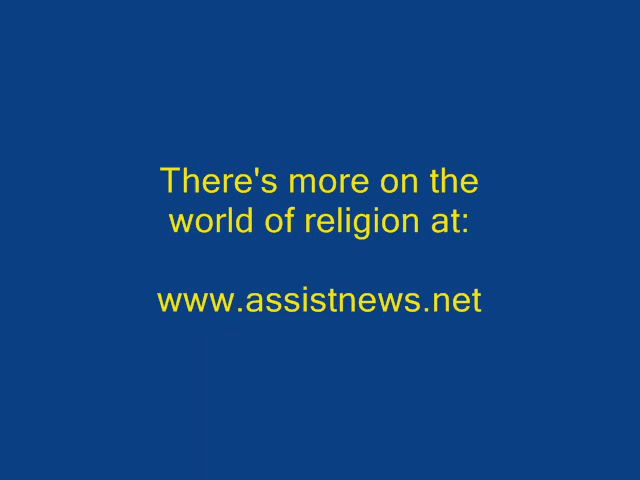 There's more on the
world of religion at:
www.assistnews.net